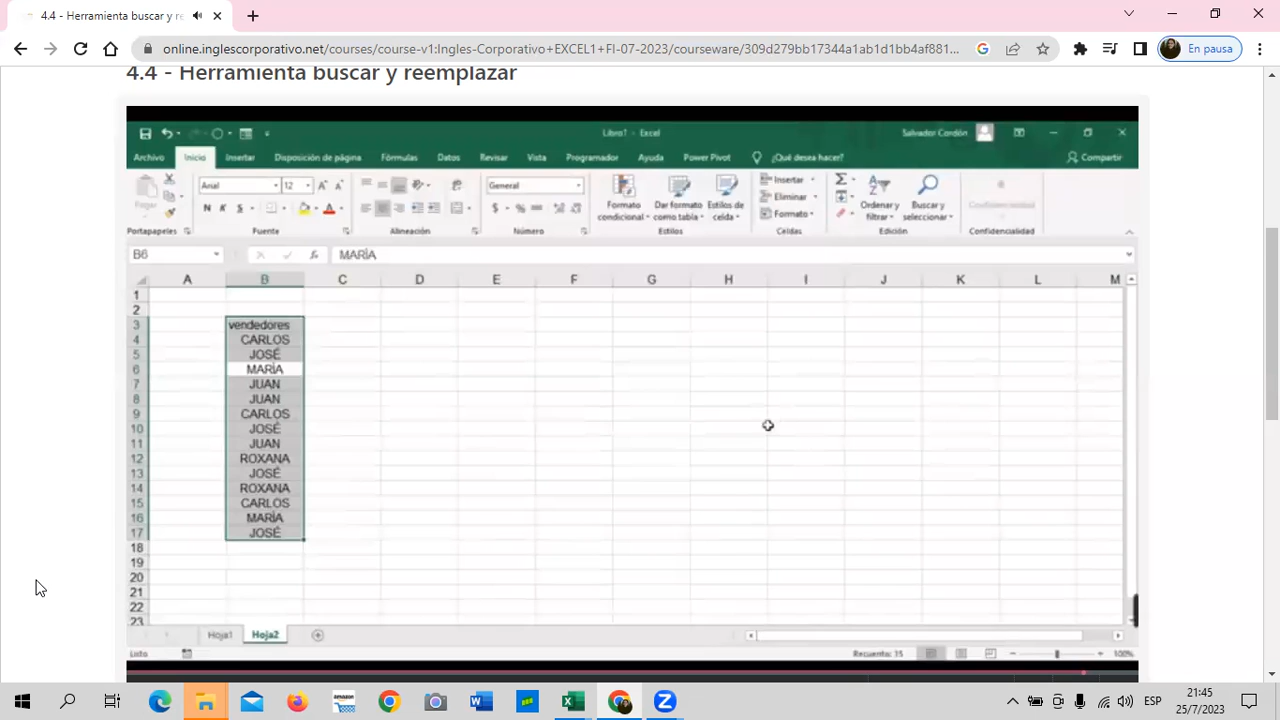 4.4 - Herramienta buscar y re
online.inglescorporativo.net/courses/course-v1:Ingles-Corporativo+EXCEL1+FI-07-2023/courseware/309d279bb17344a1ab1d1bb4af881...
En pausa
4.4 - Herramienta buscar y reemplazar
Libro1 - Excel
Salvador Cordón
Archivo Inicio Insertar Disposición de página Fórmulas Datos Revisar Vista Programador Ayuda Power Pivot ¿Qué desea hacer? Compartir
Pegar
Arial 12
General
Formato condicional
Dar formato como tabla
Estilos de celda
Insertar
Eliminar
Formato
Ordenar y filtrar
Buscar y seleccionar
Confidencialidad
N K S
$ % 000
Portapapeles Fuente Alineación Número Estilos Celdas Edición Confidencialidad
B6 fx MARÍA
A B C D E F G H I J K L M
1
2
3 vendedores
4 CARLOS
5 JOSÉ
6 MARÍA
7 JUAN
8 JUAN
9 CARLOS
10 JOSÉ
11 JUAN
12 ROXANA
13 JOSÉ
14 ROXANA
15 CARLOS
16 MARÍA
17 JOSÉ
18
19
20
21
22
23
Hoja1 Hoja2
Listo Recuento: 15 100%
ESP
21:45
25/7/2023